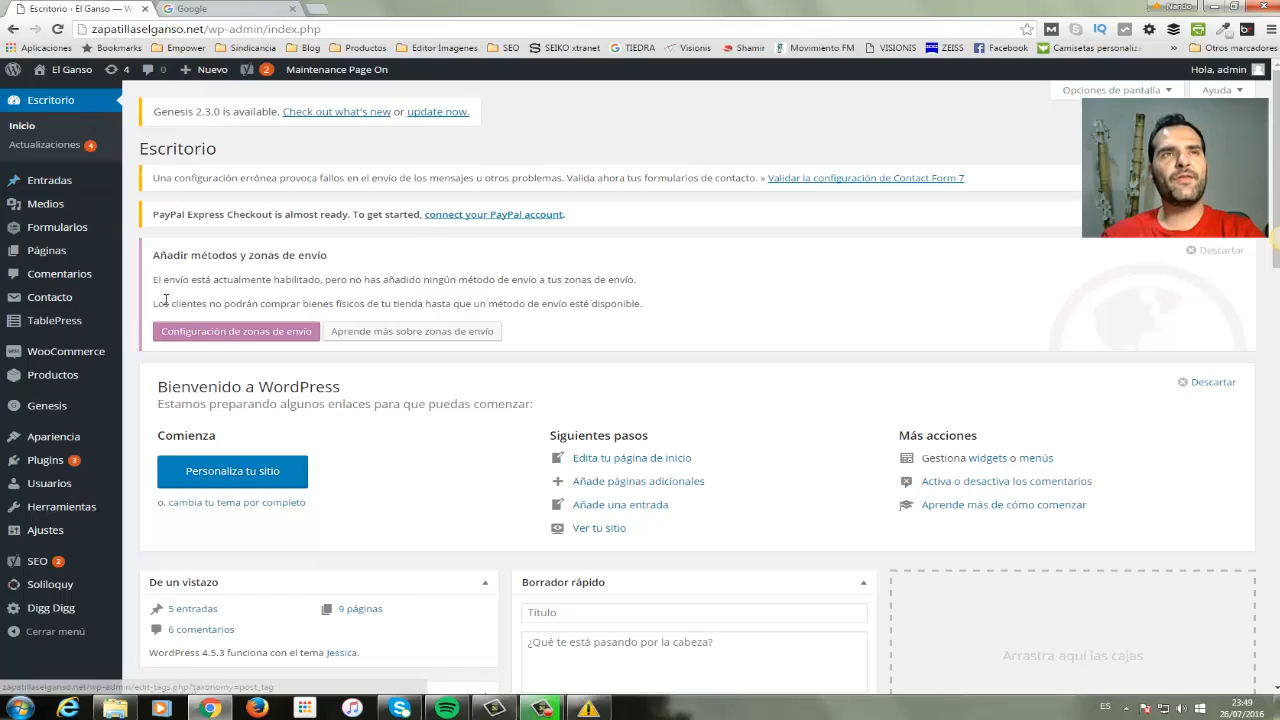 Escritorio ‹ El Ganso — W
Google
Nando
zapatillaselganso.com/wp-admin/index.php
Aplicaciones
Bookmarks
Empower
Sindicancia
Blog
Productos
Editor Imagenes
SEO
SEIKO xtranet
TIEDRA
Visionis
Shamir
Movimiento FM
VISIONIS
ZEISS
Facebook
Camisetas personaliz
Otros marcadores
El Ganso
4
0
Nuevo
2
Maintenance Page On
Hola, admin
Escritorio
Inicio
Actualizaciones 4
Entradas
Medios
Formularios
Páginas
Comentarios
Contacto
TablePress
WooCommerce
Productos
Genesis
Apariencia
Plugins 3
Usuarios
Herramientas
Ajustes
SEO 2
Soliloquy
Digg Digg
Cerrar menú
Opciones de pantalla
Ayuda
Genesis 2.3.0 is available. Check out what's new or update now.
Escritorio
Una configuración errónea provoca fallos en el envío de los mensajes u otros problemas. Valida ahora tus formularios de contacto. » Validar la configuración de Contact Form 7
PayPal Express Checkout is almost ready. To get started, connect your PayPal account.
Añadir métodos y zonas de envío
Descartar
El envío está actualmente habilitado, pero no has añadido ningún método de envío a tus zonas de envío.
Los clientes no podrán comprar bienes físicos de tu tienda hasta que un método de envío esté disponible.
Configuración de zonas de envío
Aprende más sobre zonas de envío
Bienvenido a WordPress
Descartar
Estamos preparando algunos enlaces para que puedas comenzar:
Comienza
Personaliza tu sitio
o, cambia tu tema por completo
Siguientes pasos
Edita tu página de inicio
Añade páginas adicionales
Añade una entrada
Ver tu sitio
Más acciones
Gestiona widgets o menús
Activa o desactiva los comentarios
Aprende más de cómo comenzar
De un vistazo
5 entradas
9 páginas
6 comentarios
WordPress 4.5.3 funciona con el tema Jessica.
Borrador rápido
Título
¿Qué te está pasando por la cabeza?
Arrastra aquí las cajas
zapatillaselganso.com/wp-admin/edit-tags.php?taxonomy=post_tag
ES
23:49
26/07/2016